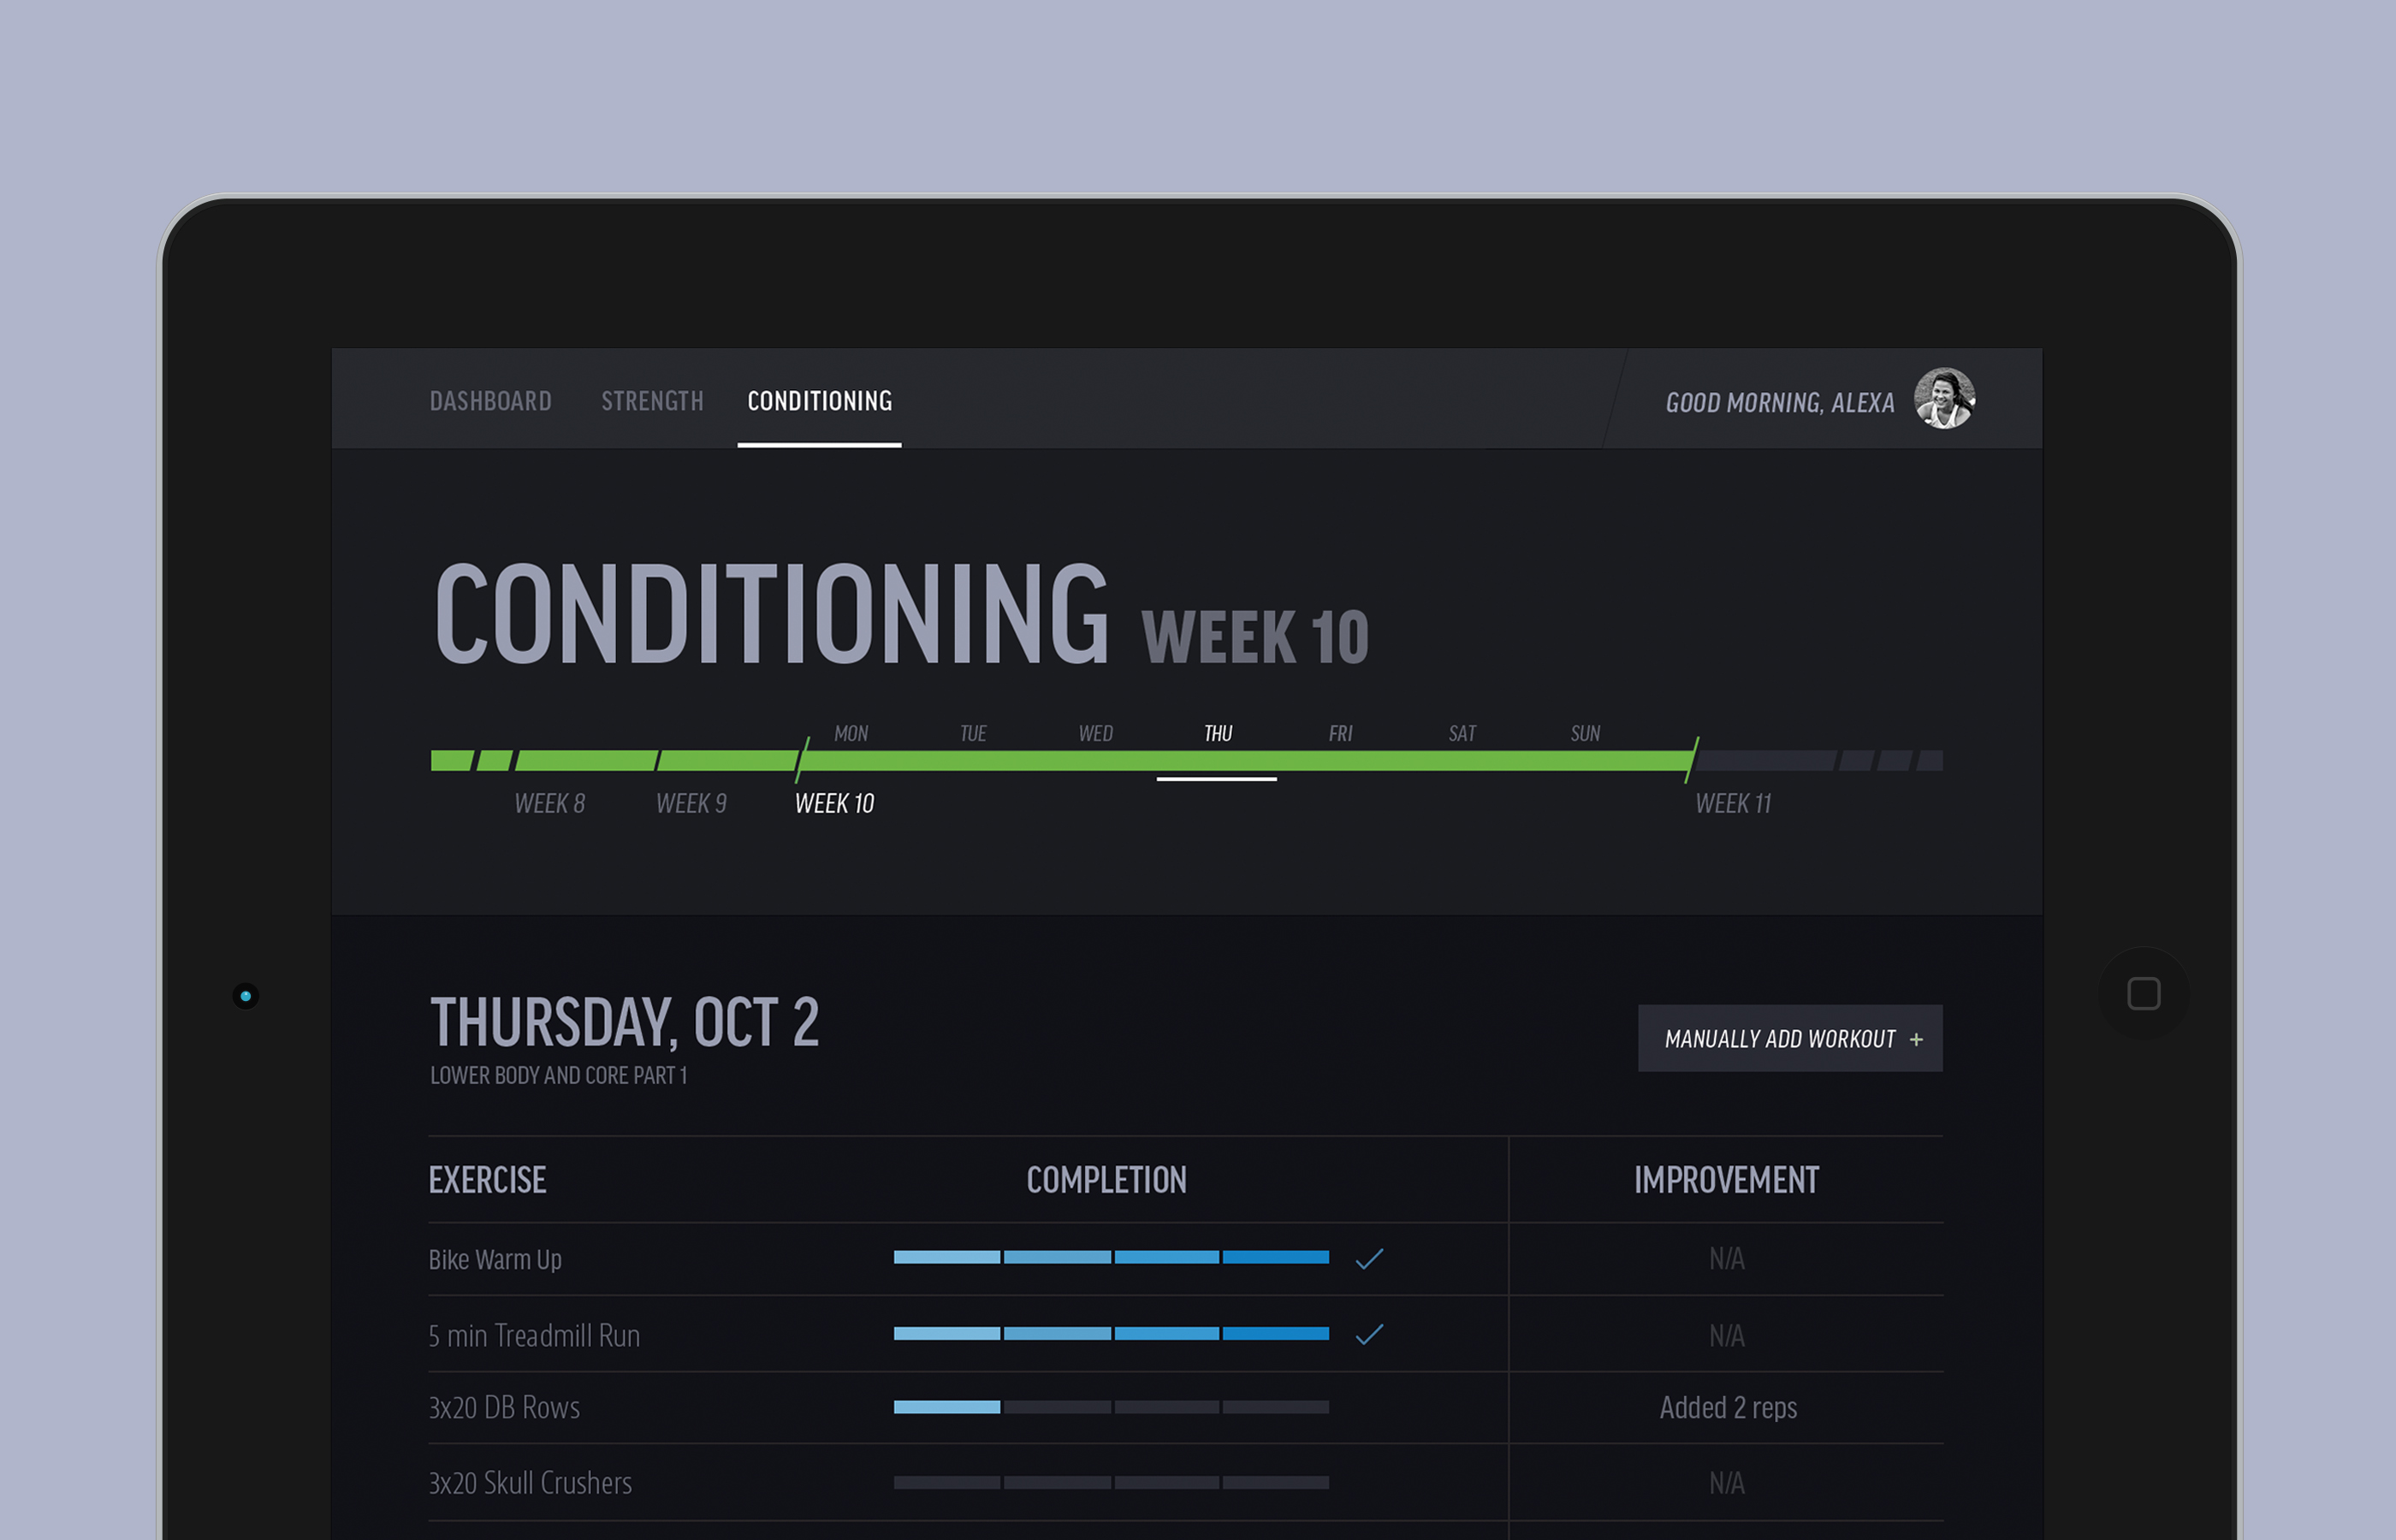 DASHBOARD STRENGTH CONDITIONING GOOD MORNING, ALEXA
CONDITIONING WEEK 10
MON TUE WED THU FRI SAT SUN
WEEK 8 WEEK 9 WEEK 10 WEEK 11
THURSDAY, OCT 2
LOWER BODY AND CORE PART 1
MANUALLY ADD WORKOUT +
EXERCISE COMPLETION IMPROVEMENT
Bike Warm Up N/A
5 min Treadmill Run N/A
3x20 DB Rows Added 2 reps
3x20 Skull Crushers N/A